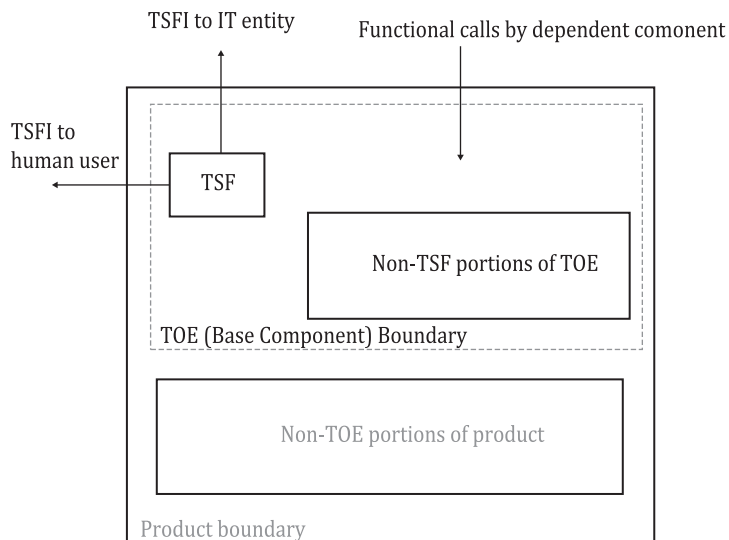 TSFI to IT entity
Functional calls by dependent comonent
TSFI to
human user
TSF
Non-TSF portions of TOE
TOE (Base Component) Boundary
Non-TOE portions of product
Product boundary